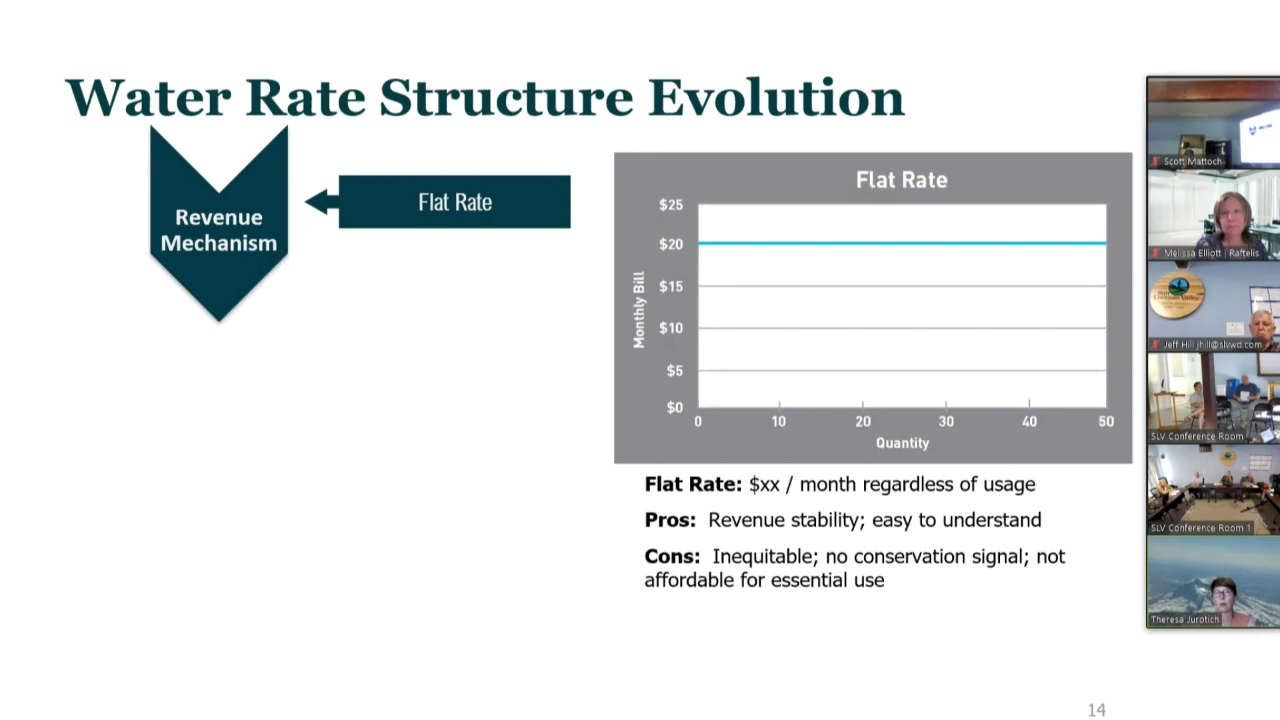 Water Rate Structure Evolution
Revenue
Mechanism
Flat Rate
Flat Rate
$25
$20
$15
$10
$5
$0
Monthly Bill
0 10 20 30 40 50
Quantity
Flat Rate: $xx / month regardless of usage
Pros: Revenue stability; easy to understand
Cons: Inequitable; no conservation signal; not
affordable for essential use
14
Scott Mattoch
Melissa Elliott | Raftelis
Jeff Hill jhill@slvwd.com
SLV Conference Room
SLV Conference Room 1
Theresa Jurotich